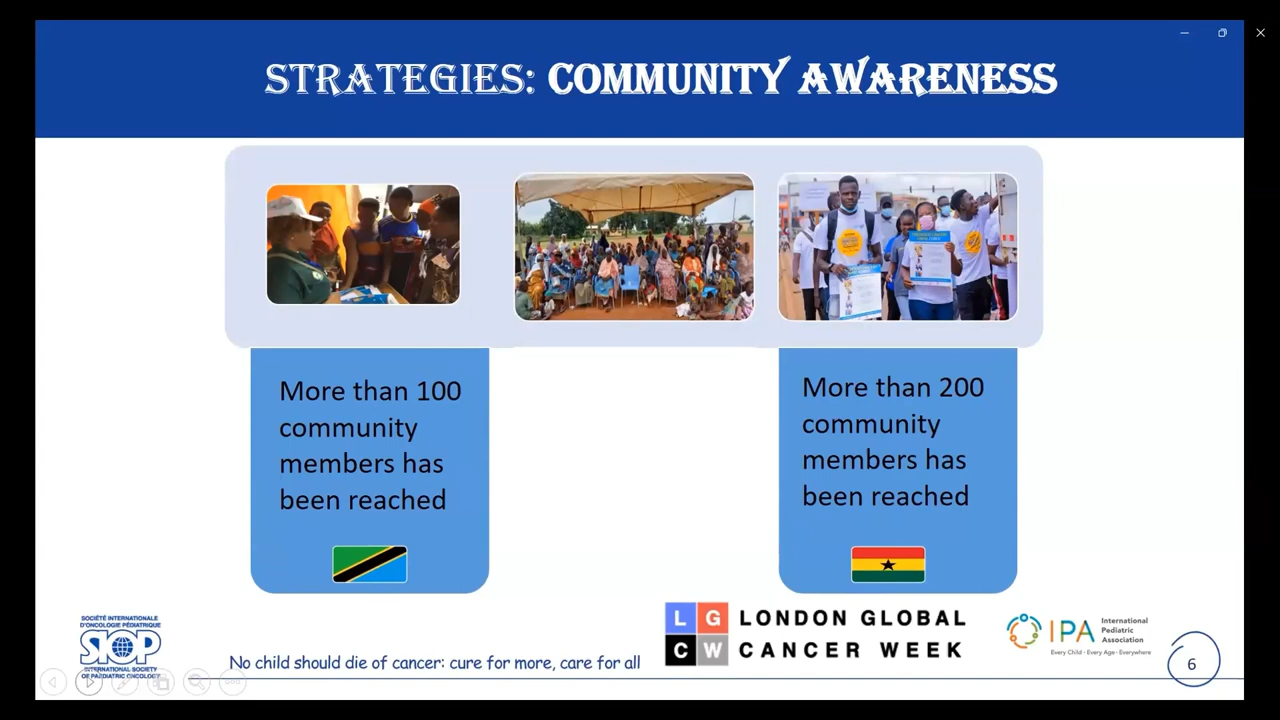 STRATEGIES: COMMUNITY AWARENESS
More than 100
community
members has
been reached
More than 200
community
members has
been reached
SOCIÉTÉ INTERNATIONALE
D'ONCOLOGIE PÉDIATRIQUE
SIOP
INTERNATIONAL SOCIETY
OF PAEDIATRIC ONCOLOGY
No child should die of cancer: cure for more, care for all
L G
C W
LONDON GLOBAL
CANCER WEEK
IPA
International
Pediatric
Association
Every Child - Every Age - Everywhere
6